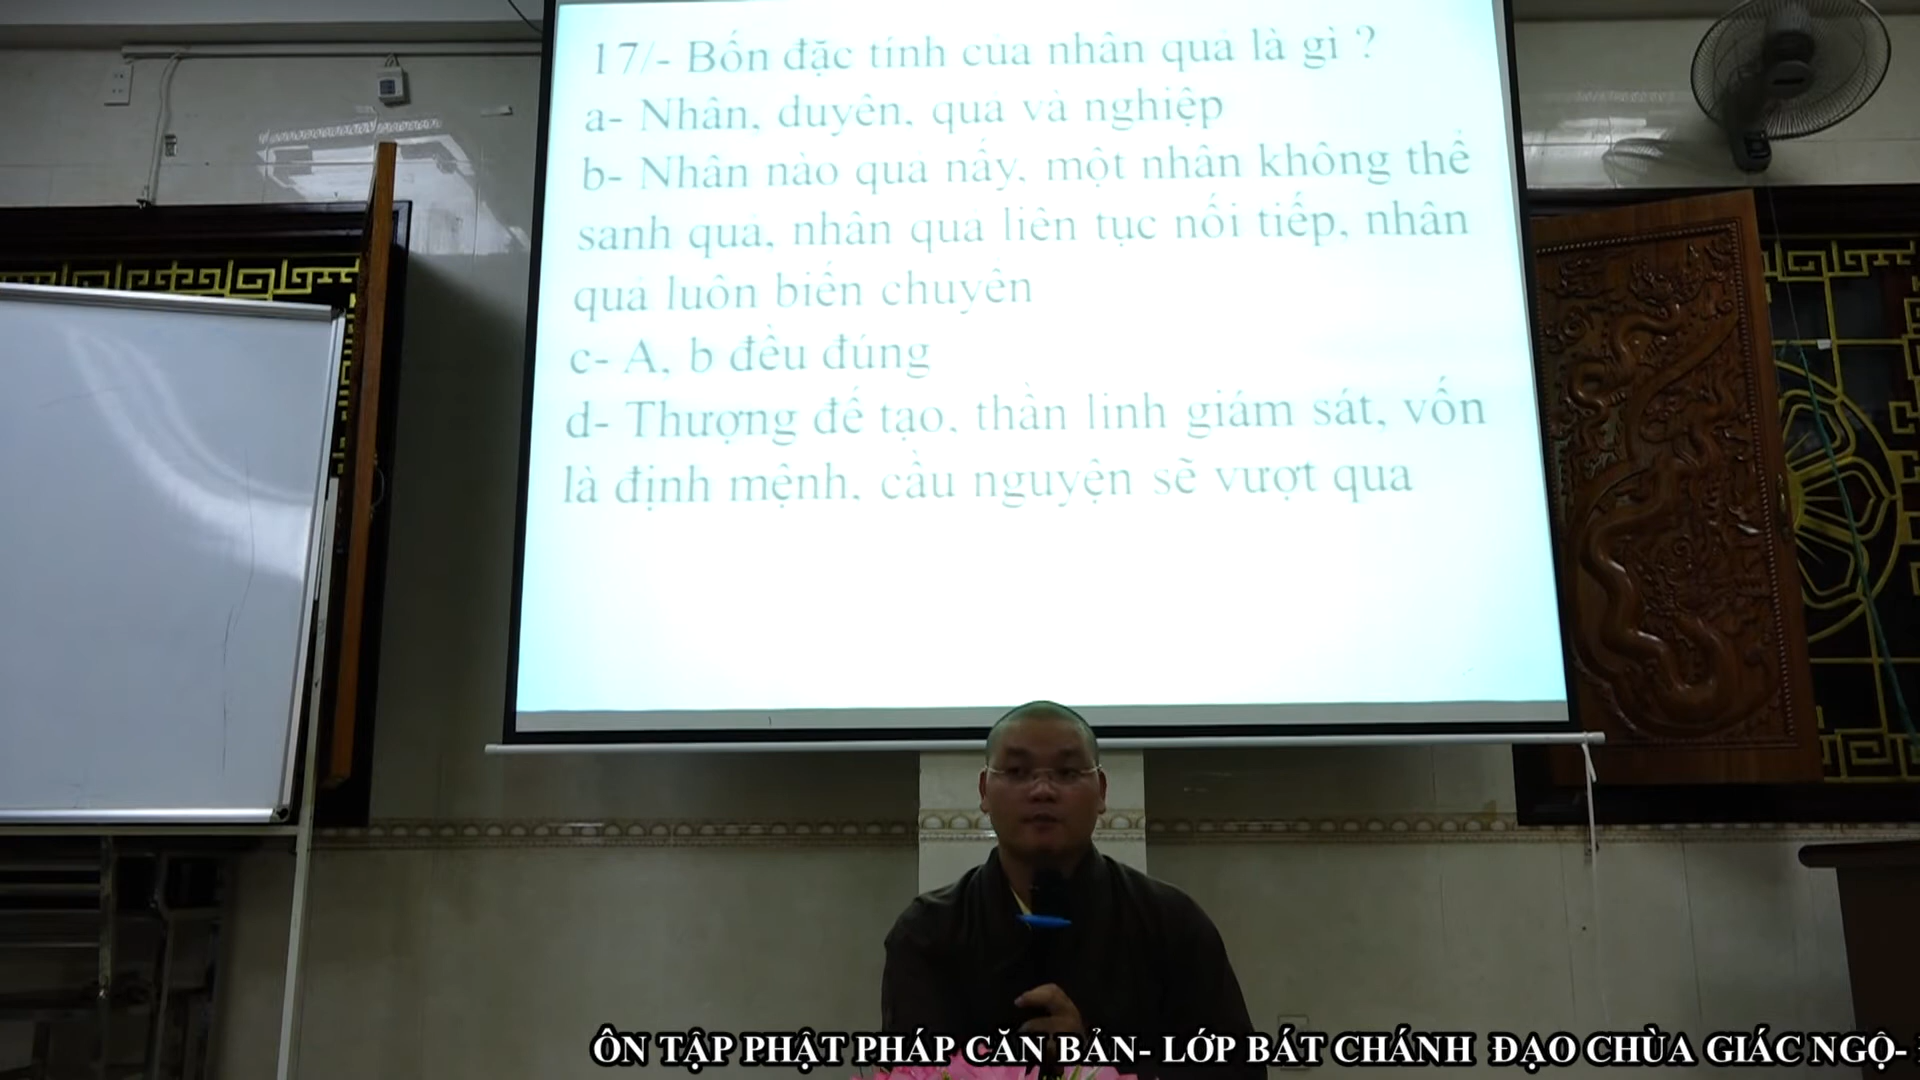 17/- Bốn đặc tính của nhân quả là gì ?
a- Nhân, duyên, quả và nghiệp
b- Nhân nào quả nấy, một nhân không thể
sanh quả, nhân quả liên tục nối tiếp, nhân
quả luôn biến chuyển
c- A, b đều đúng
d- Thượng đế tạo, thần linh giám sát, vốn
là định mệnh, cầu nguyện sẽ vượt qua
ÔN TẬP PHẬT PHÁP CĂN BẢN- LỚP BÁT CHÁNH ĐẠO CHÙA GIÁC NGỘ-